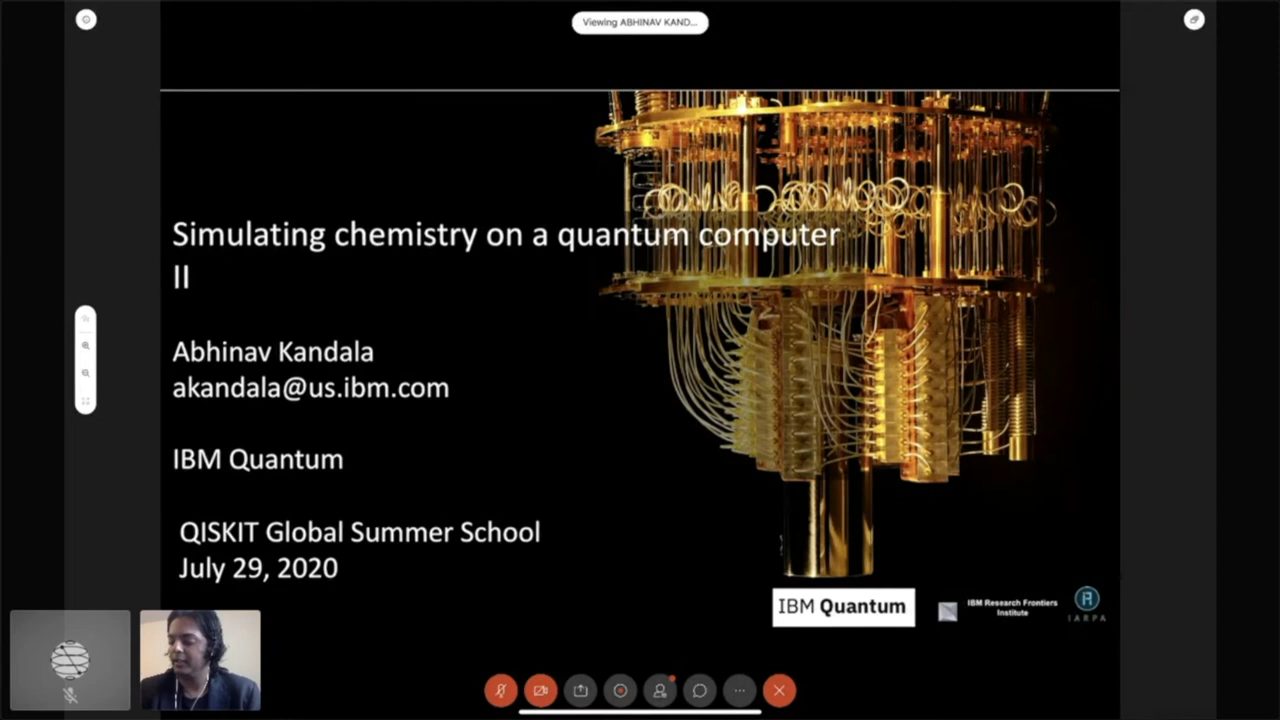 Viewing ABHINAV KAND...
Simulating chemistry on a quantum computer
II
Abhinav Kandala
akandala@us.ibm.com
IBM Quantum
QISKIT Global Summer School
July 29, 2020
IBM Quantum
IBM Research Frontiers
Institute
IARPA